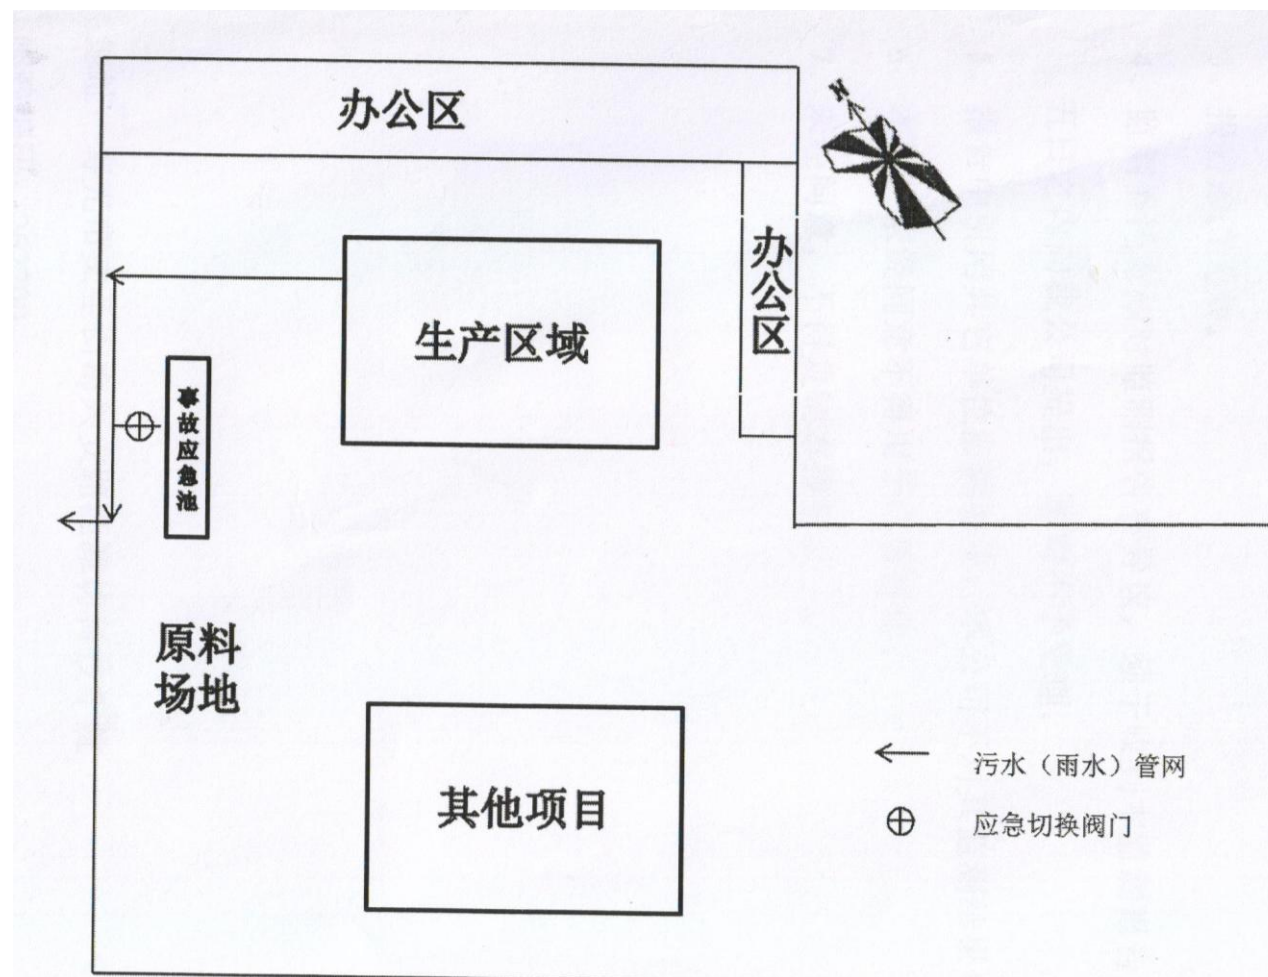 办公区
N
办公区
生产区域
事故应急池
原料
场地
其他项目
污水（雨水）管网
应急切换阀门